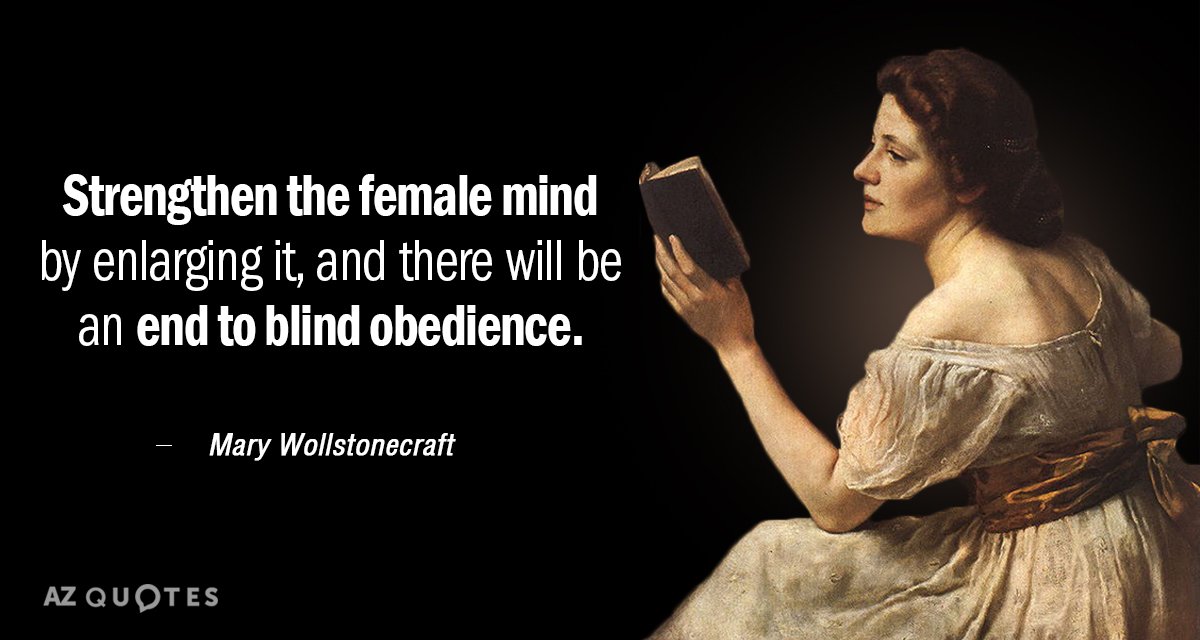 Strengthen the female mind
by enlarging it, and there will be
an end to blind obedience.
– Mary Wollstonecraft
AZ QUOTES